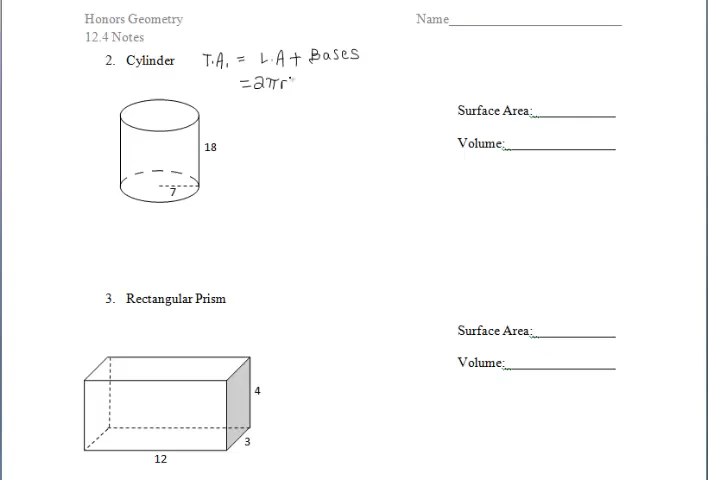 Honors Geometry
Name
12.4 Notes
2. Cylinder T.A. = L.A + Bases
= 2πr
Surface Area:
18
Volume:
7
3. Rectangular Prism
Surface Area:
Volume:
4
3
12